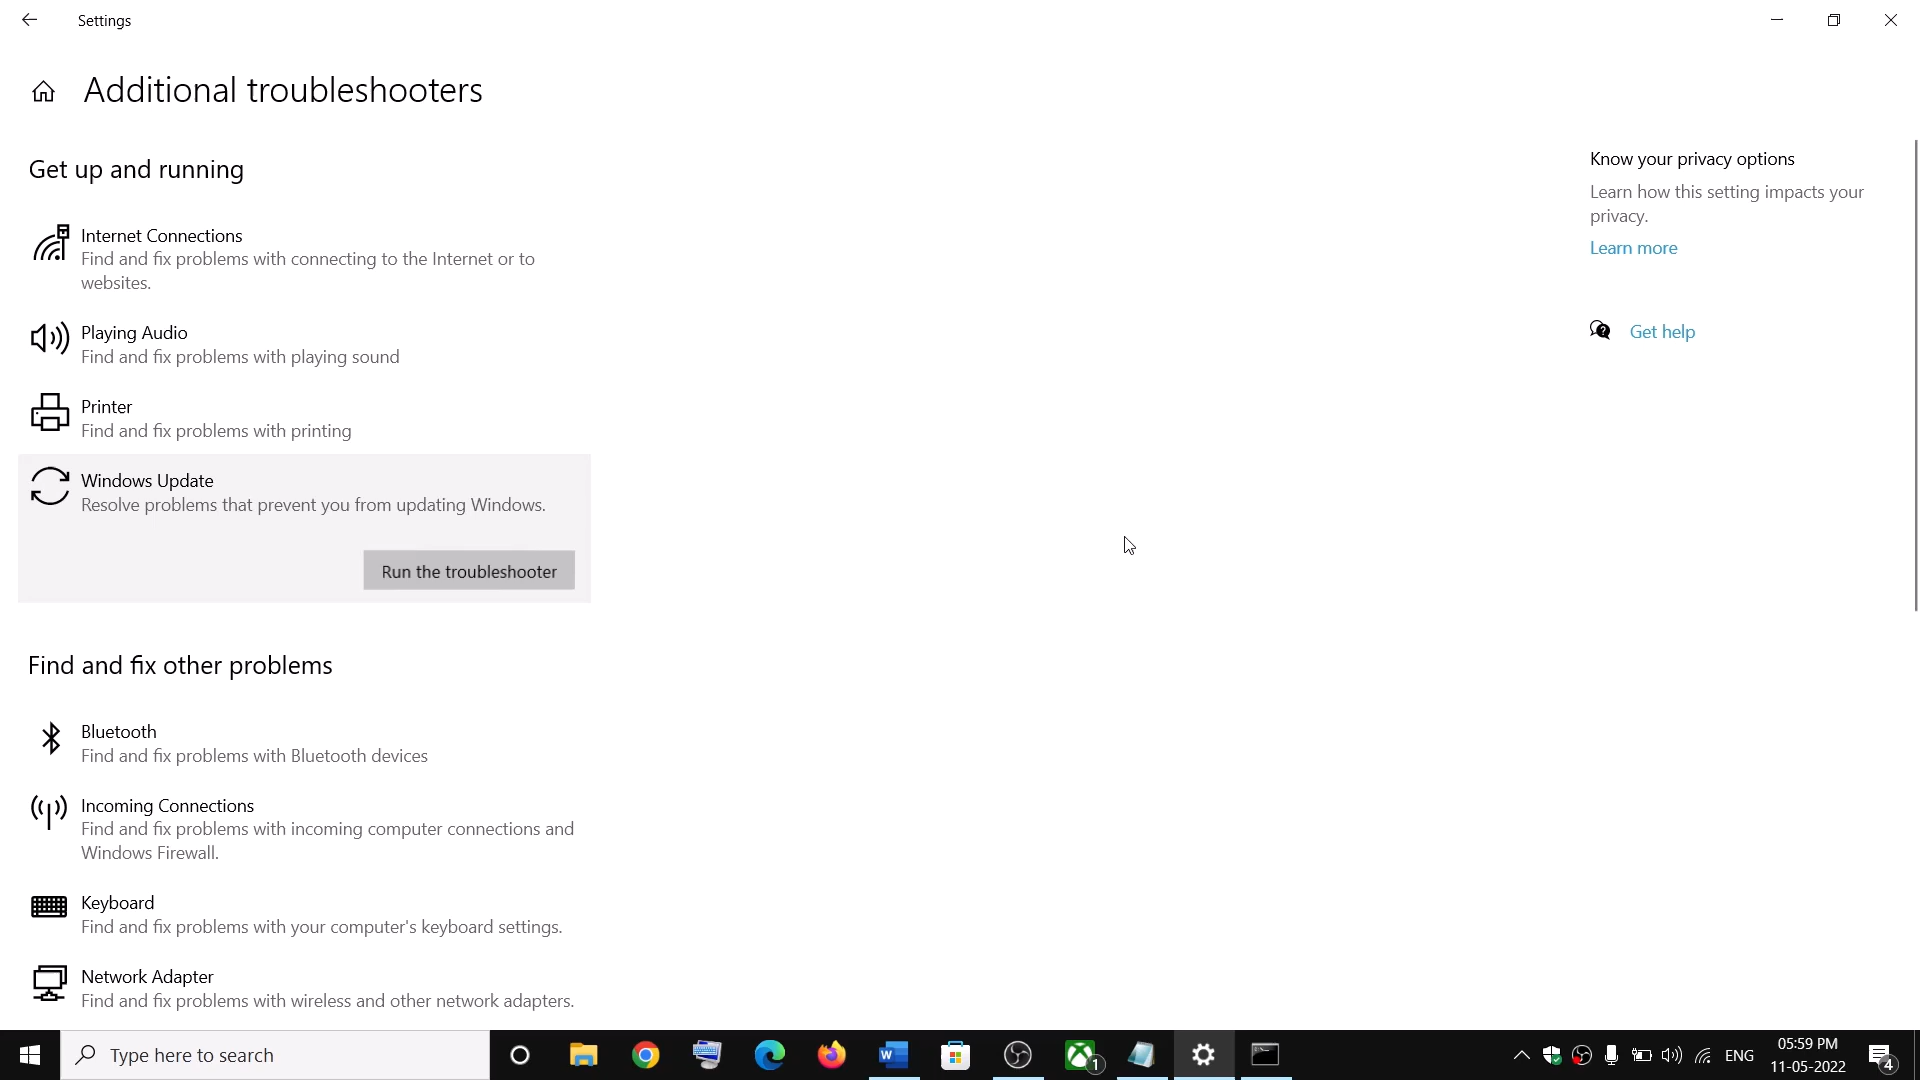 Settings
Additional troubleshooters
Get up and running
Internet Connections
Find and fix problems with connecting to the Internet or to
websites.
Playing Audio
Find and fix problems with playing sound
Printer
Find and fix problems with printing
Windows Update
Resolve problems that prevent you from updating Windows.
Run the troubleshooter
Find and fix other problems
Bluetooth
Find and fix problems with Bluetooth devices
Incoming Connections
Find and fix problems with incoming computer connections and
Windows Firewall.
Keyboard
Find and fix problems with your computer's keyboard settings.
Network Adapter
Find and fix problems with wireless and other network adapters.
Know your privacy options
Learn how this setting impacts your
privacy.
Learn more
Get help
Type here to search
W
1
ENG
05:59 PM
11-05-2022
4